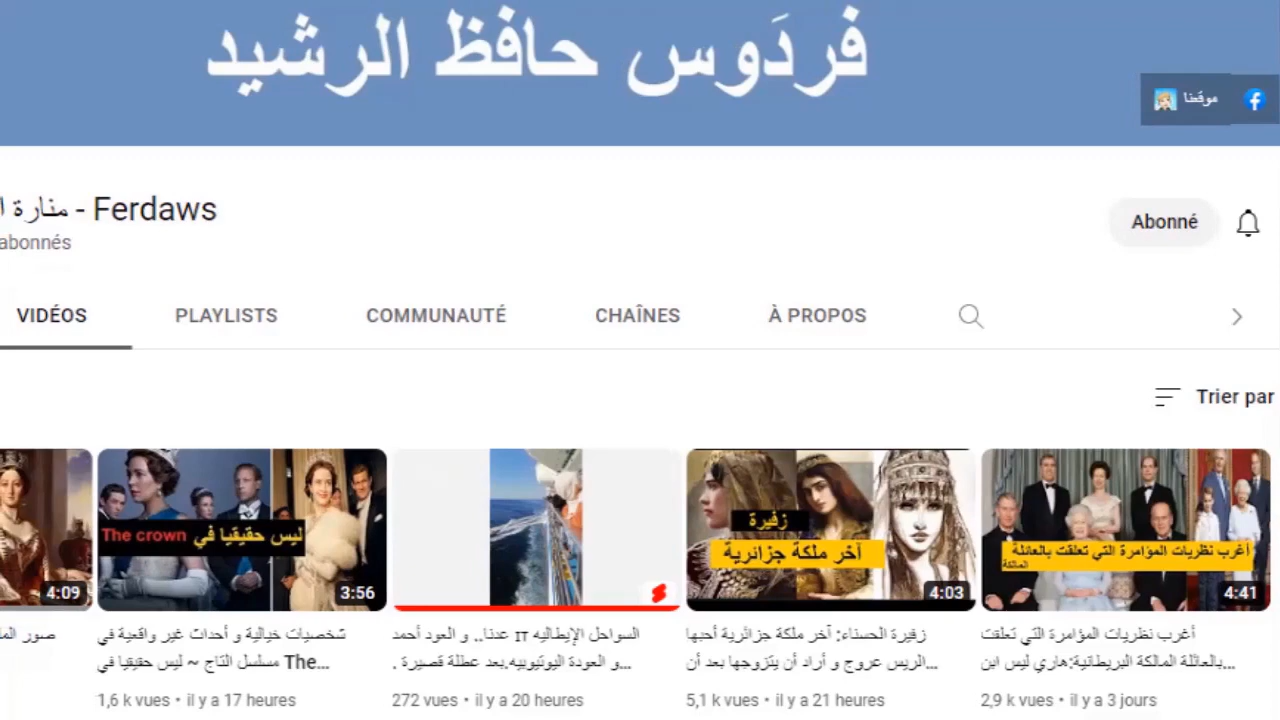 فردَوس حافظ الرشيد
موقعنا
منارة ا - Ferdaws
abonnés
Abonné
VIDÉOS PLAYLISTS COMMUNAUTÉ CHAÎNES À PROPOS
Trier par
4:09
The crown ليس حقيقيا في
3:56
زفيرة
آخر ملكة جزائرية
4:03
أغرب نظريات المؤامرة التي تعلقت بالعائلة
المالكة
4:41
صور الما
شخصيات خيالية و أحداث غير واقعية في
مسلسل التاج ~ ليس حقيقيا في The...
1,6 k vues • il y a 17 heures
السواحل الإيطاليه IT عدنا.. و العود أحمد
و العودة اليوتيوبيه.بعد عطلة قصيرة .…
272 vues • il y a 20 heures
زفيرة الحسناء: آخر ملكة جزائرية أحبها
الريس عروج و أراد أن يتزوجها بعد أن...
5,1 k vues • il y a 21 heures
أغرب نظريات المؤامرة التي تعلقت
بالعائلة المالكة البريطانية:هاري ليس ابن...
2,9 k vues • il y a 3 jours